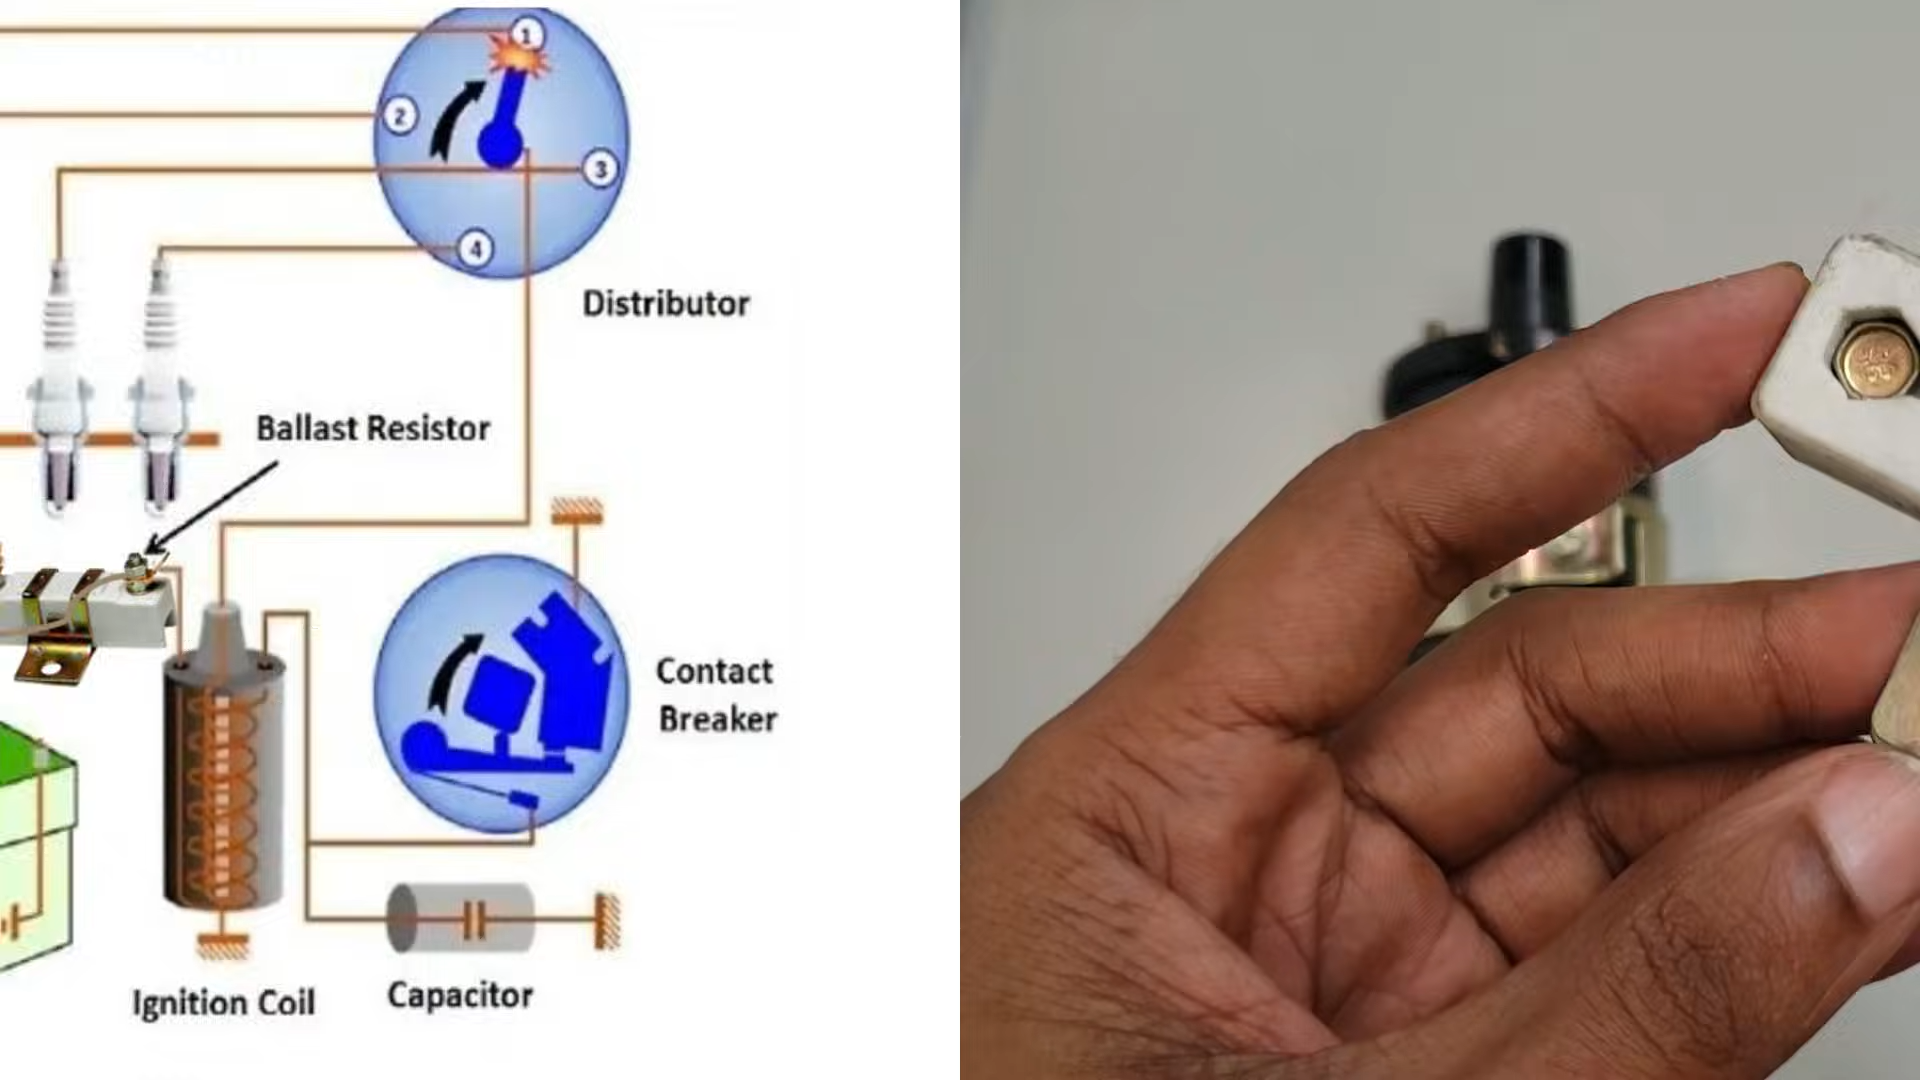 1
2
3
4
Distributor
Ballast Resistor
Contact
Breaker
Ignition Coil
Capacitor